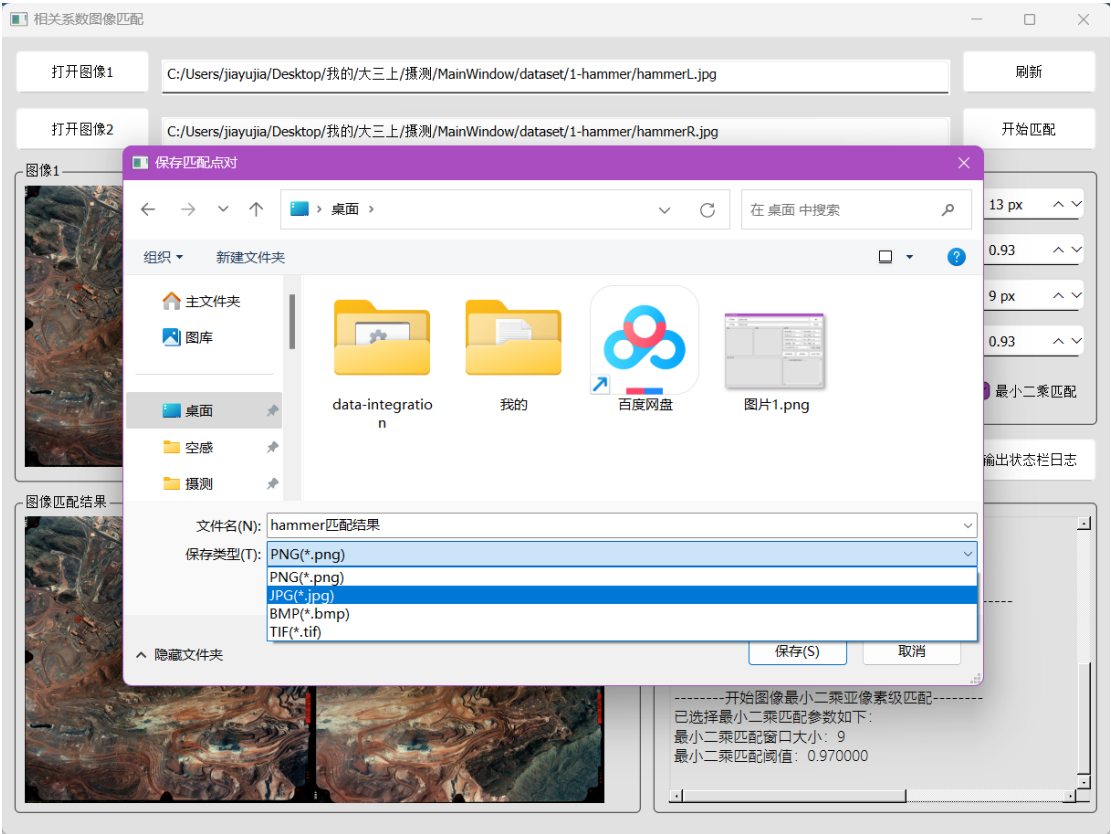 相关系数图像匹配
打开图像1
C:/Users/jiayujia/Desktop/我的/大三上/摄测/MainWindow/dataset/1-hammer/hammerL.jpg
刷新
打开图像2
C:/Users/jiayujia/Desktop/我的/大三上/摄测/MainWindow/dataset/1-hammer/hammerR.jpg
开始匹配
图像1
保存匹配点对
桌面
在 桌面 中搜索
13 px
组织
新建文件夹
0.93
主文件夹
9 px
图库
0.93
桌面
data-integratio
n
我的
百度网盘
图片1.png
最小二乘匹配
空感
摄测
输出状态栏日志
图像匹配结果
文件名(N):
hammer匹配结果
保存类型(T):
PNG(*.png)
PNG(*.png)
JPG(*.jpg)
BMP(*.bmp)
TIF(*.tif)
隐藏文件夹
保存(S)
取消
--------开始图像最小二乘亚像素级匹配--------
已选择最小二乘匹配参数如下:
最小二乘匹配窗口大小: 9
最小二乘匹配阈值: 0.970000